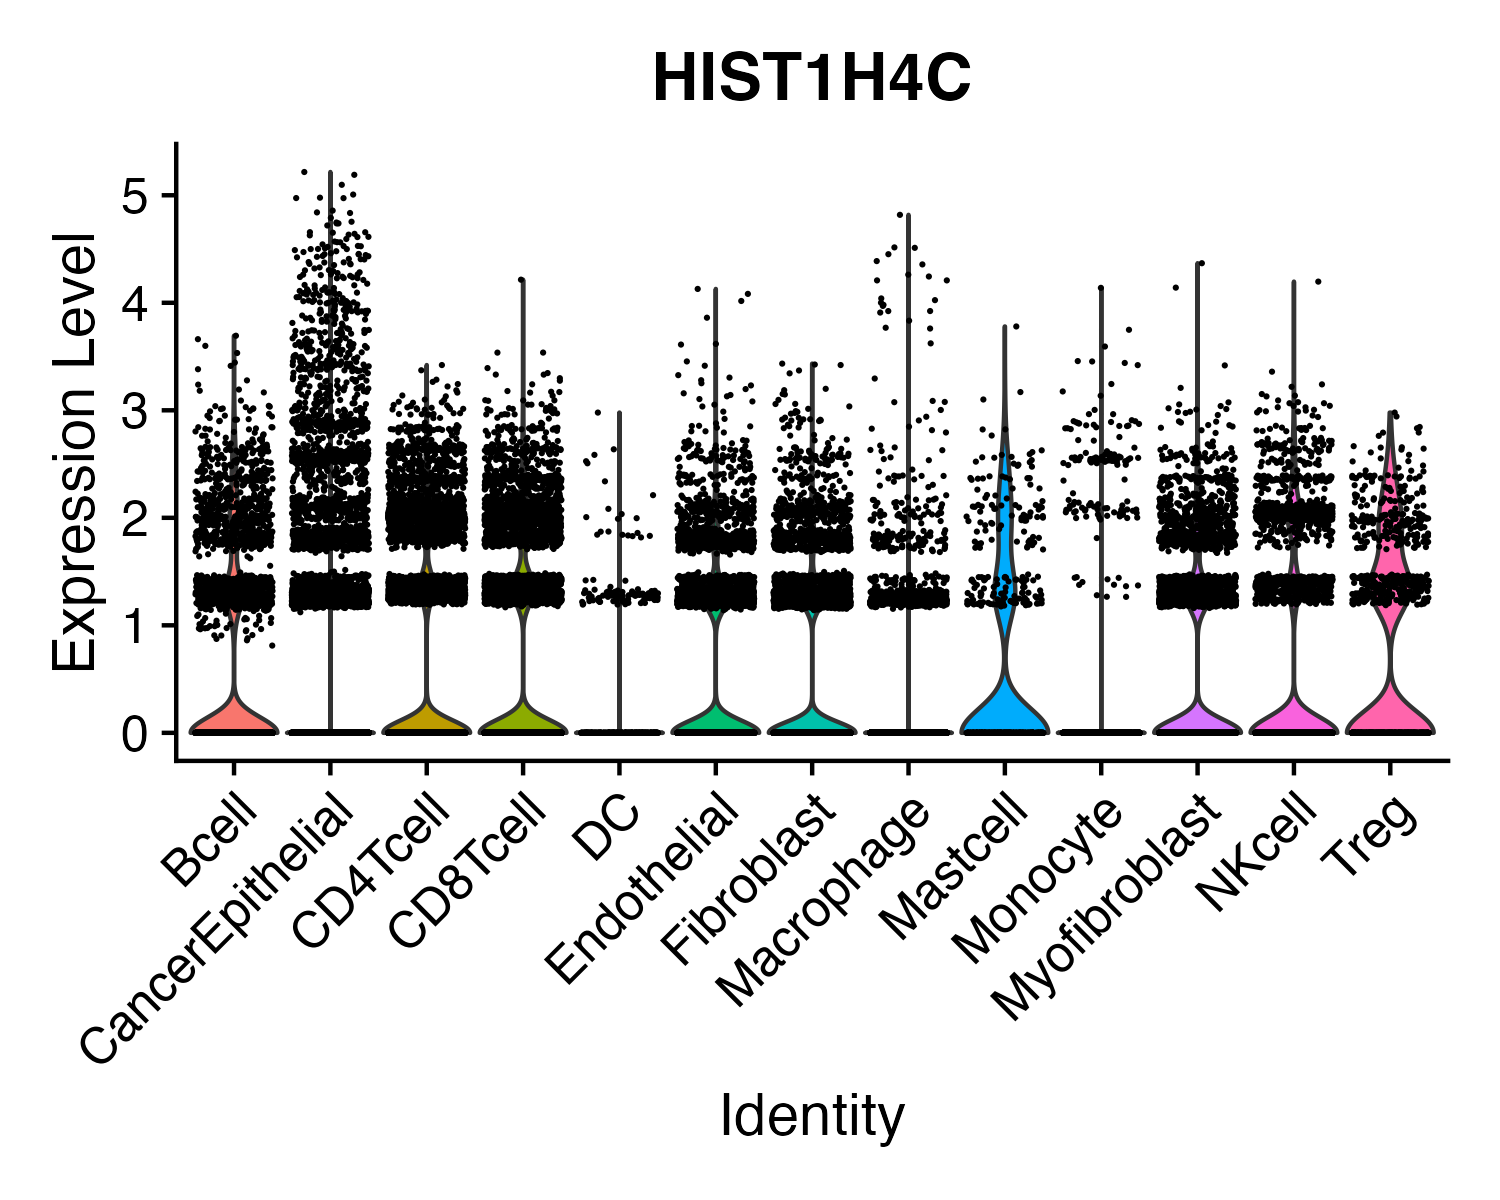 HIST1H4C
Expression Level
5
4
3
2
1
0
Bcell
CancerEpithelial
CD4Tcell
CD8Tcell
DC
Endothelial
Fibroblast
Macrophage
Mastcell
Monocyte
Myofibroblast
NKcell
Treg
Identity